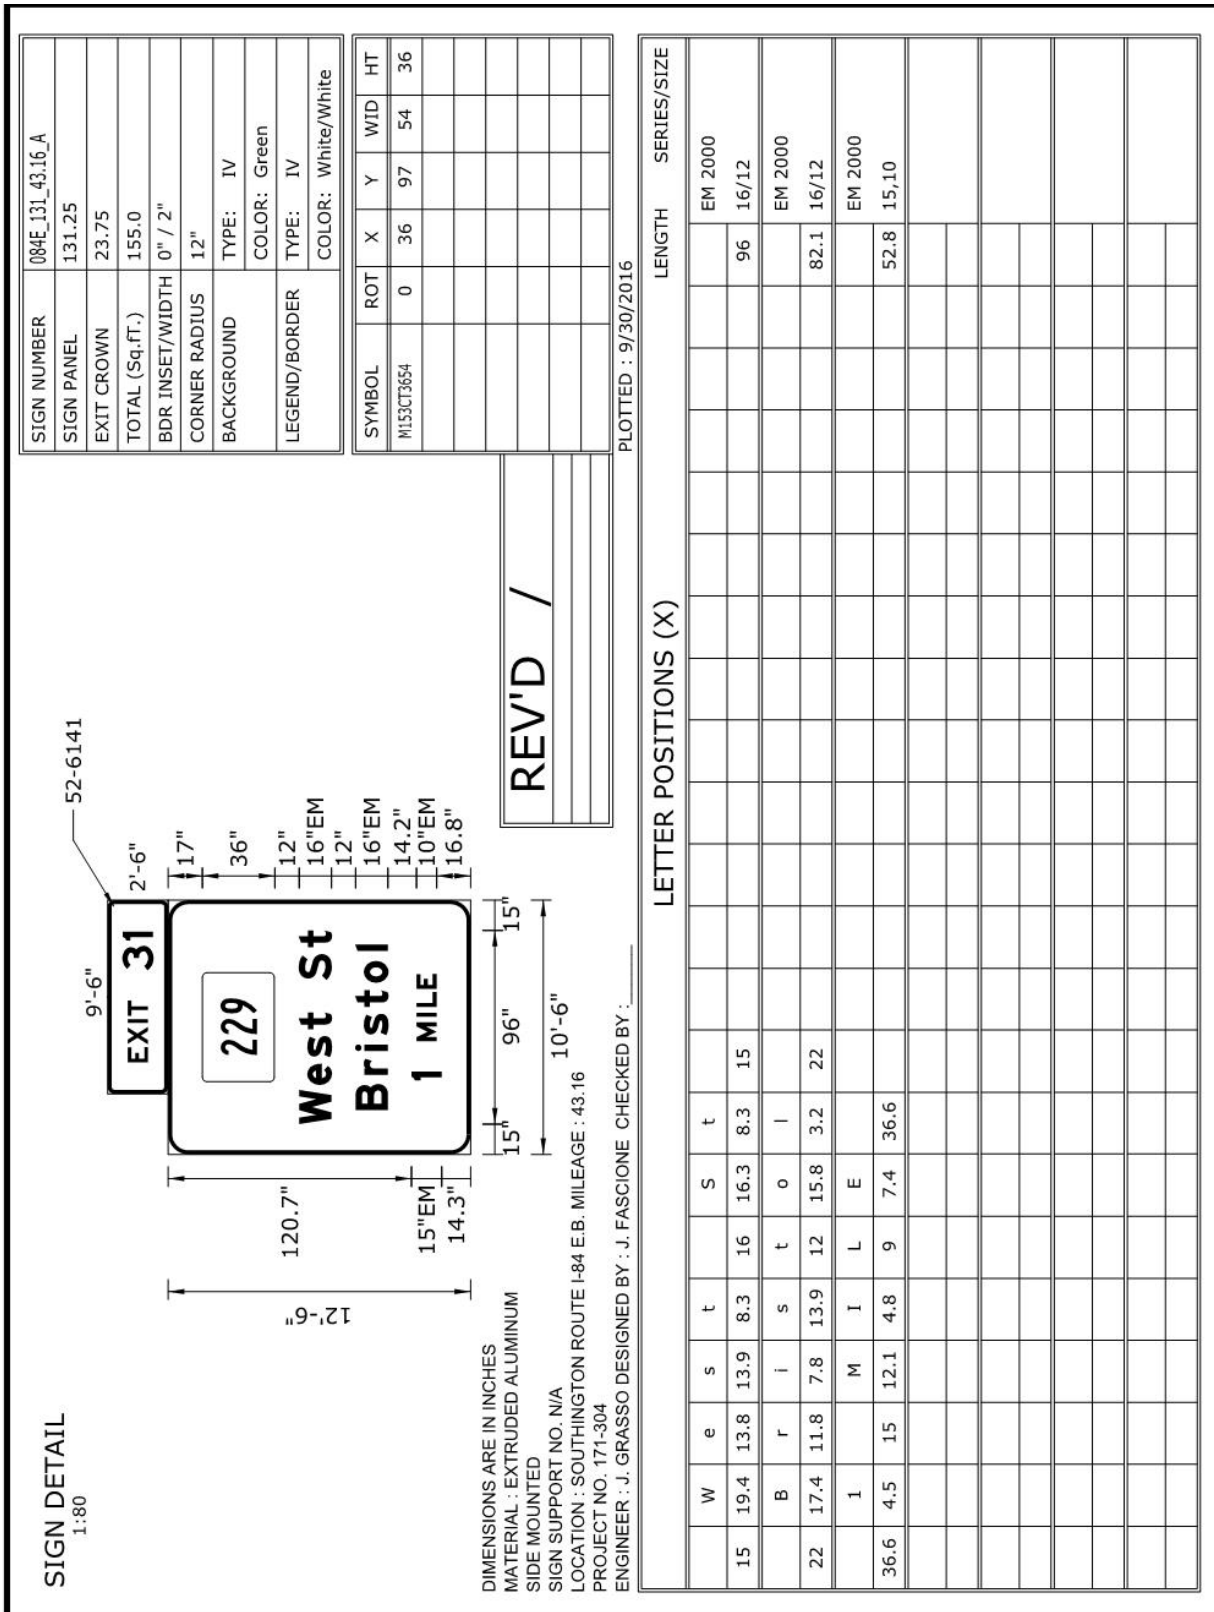 SIGN DETAIL
1:80
52-6141
9'-6"
2'-6"
EXIT 31
229
West St
Bristol
1 MILE
17"
36"
12"
16"EM
12"
16"EM
14.2"
10"EM
16.8"
12'-6"
120.7"
15"EM
14.3"
15" 96" 15"
10'-6"
DIMENSIONS ARE IN INCHES
MATERIAL : EXTRUDED ALUMINUM
SIDE MOUNTED
SIGN SUPPORT NO. N/A
LOCATION : SOUTHINGTON ROUTE I-84 E.B. MILEAGE : 43.16
PROJECT NO. 171-304
ENGINEER : J. GRASSO DESIGNED BY : J. FASCIONE CHECKED BY :
REV'D /
SIGN NUMBER 084E_131_43.16_A
SIGN PANEL 131.25
EXIT CROWN 23.75
TOTAL (Sq.fT.) 155.0
BDR INSET/WIDTH 0" / 2"
CORNER RADIUS 12"
BACKGROUND TYPE: IV
COLOR: Green
LEGEND/BORDER TYPE: IV
COLOR: White/White
SYMBOL ROT X Y WID HT
M153CT3654 0 36 97 54 36
PLOTTED : 9/30/2016
LETTER POSITIONS (X) LENGTH SERIES/SIZE
W e s t S t EM 2000
15 19.4 13.8 13.9 8.3 16 16.3 8.3 15 96 16/12
B r i s t o l EM 2000
22 17.4 11.8 7.8 13.9 12 15.8 3.2 22 82.1 16/12
1 M I L E EM 2000
36.6 4.5 15 12.1 4.8 9 7.4 36.6 52.8 15,10